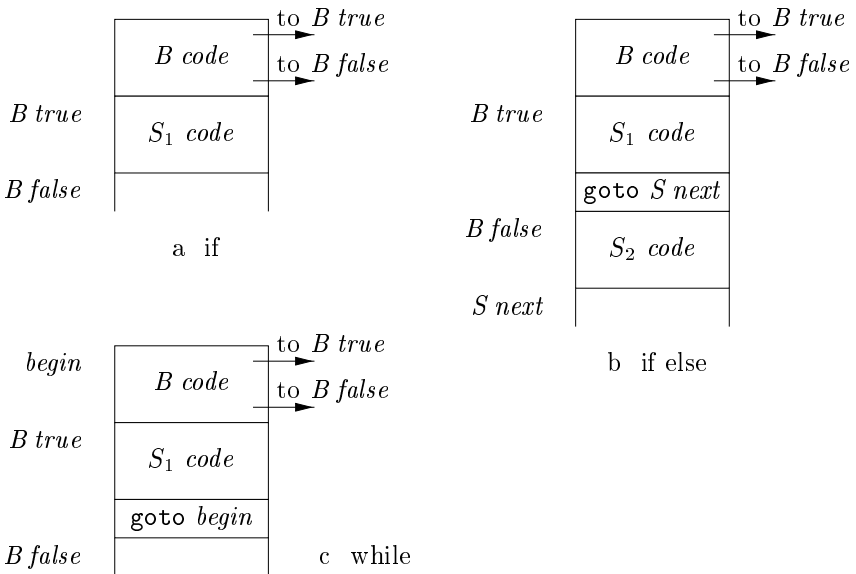 to B true
B code
to B false
B true
S₁ code
B false
a if
to B true
B code
to B false
B true
S₁ code
goto S next
B false
S₂ code
S next
b if else
begin
to B true
B code
to B false
B true
S₁ code
goto begin
B false
c while